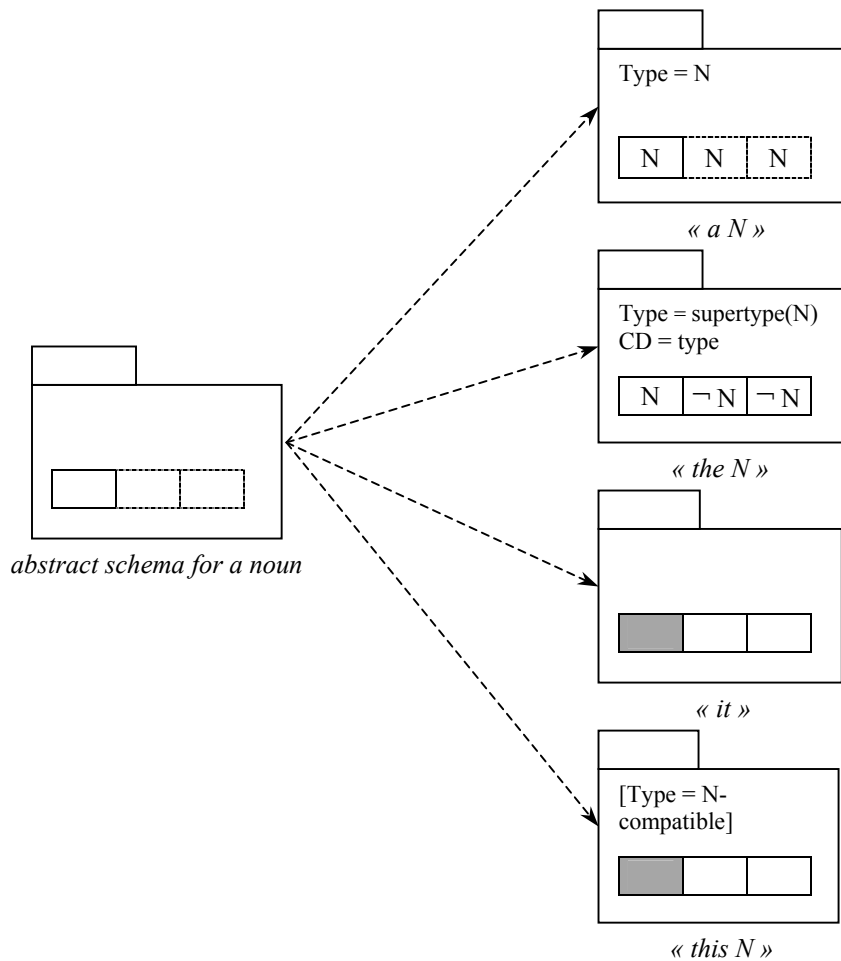 Type = N
N N N
« a N »
Type = supertype(N)
CD = type
N ¬ N ¬ N
« the N »
abstract schema for a noun
« it »
[Type = N-
compatible]
« this N »